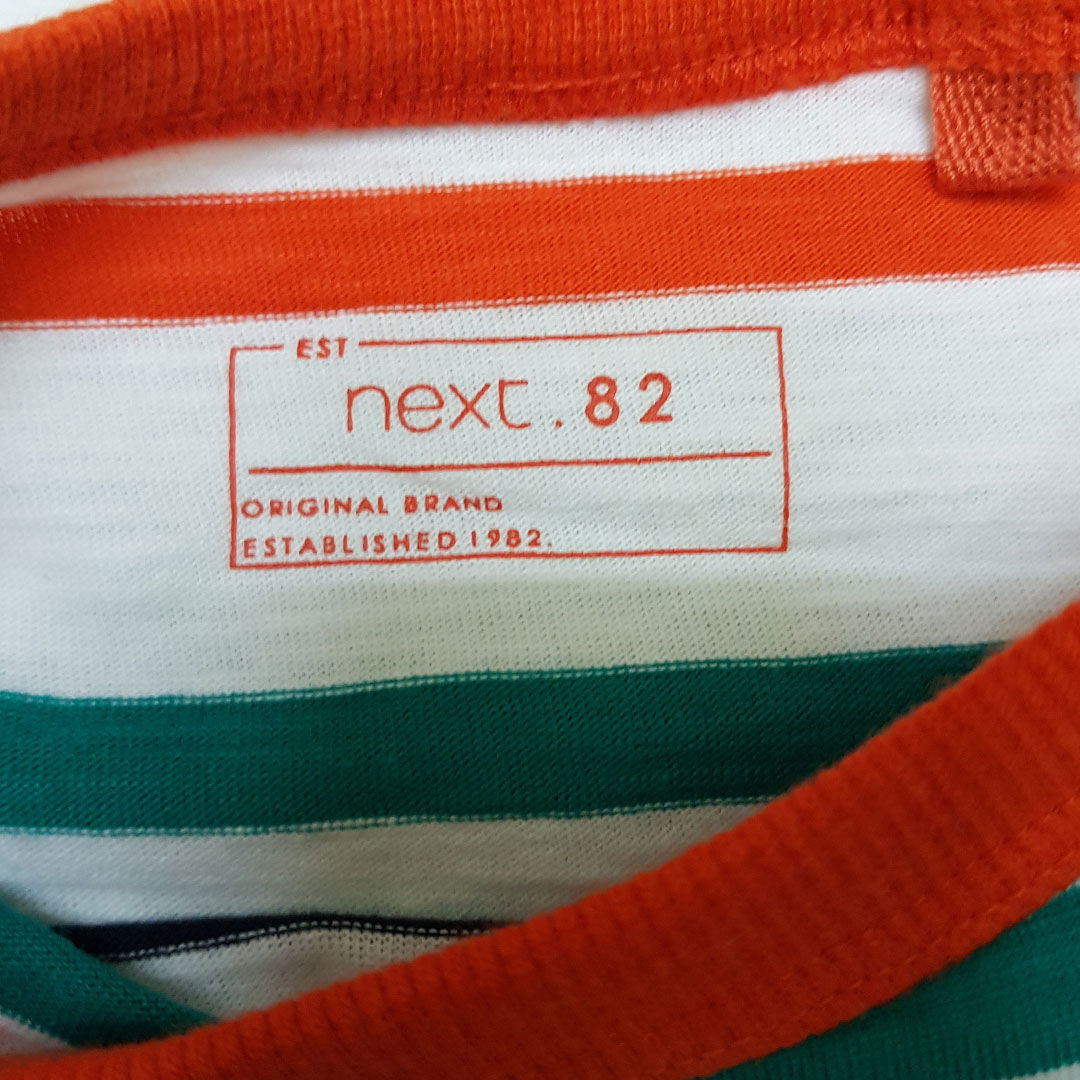 EST
next.82
ORIGINAL BRAND
ESTABLISHED 1982.